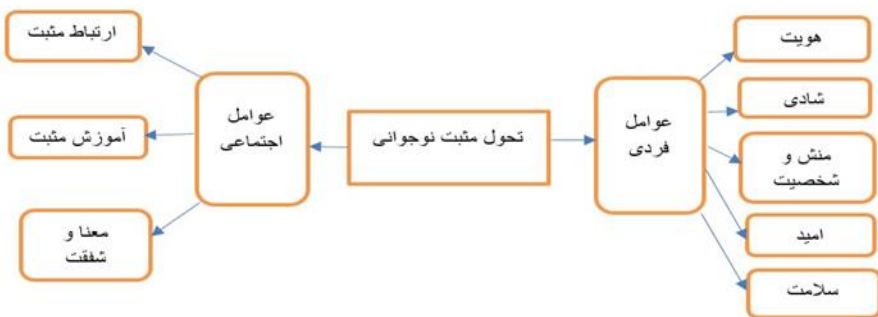 هویت
شادی
منش و
شخصیت
امید
سلامت
عوامل
فردی
تحول مثبت نوجوانی
عوامل
اجتماعی
ارتباط مثبت
آموزش مثبت
معنا و
شفقت